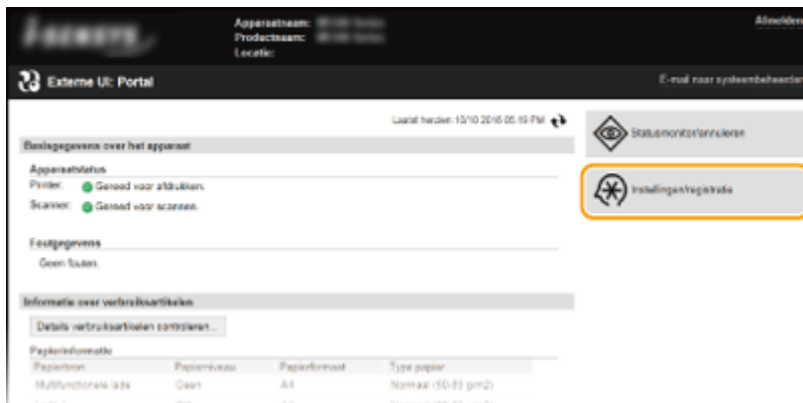 i-SENSYS
Apparaatnaam:
Productnaam:
Locatie:
Afmelden
Externe UI: Portal
E-mail naar systeembeheerder
Laatst herzien: 10/10 2016 05:19 PM
Basisgegevens over het apparaat
Statusmonitor/annuleren
Apparaatstatus
Printer: Gereed voor afdrukken.
Scanner: Gereed voor scannen.
Instellingen/registratie
Foutgegevens
Geen fouten.
Informatie over verbruiksartikelen
Details verbruiksartikelen controleren...
Papierinformatie
Papierbron Papierniveau Papierformaat Type papier
Multifunctionele lade Geen A4 Normaal (60-89 g/m2)